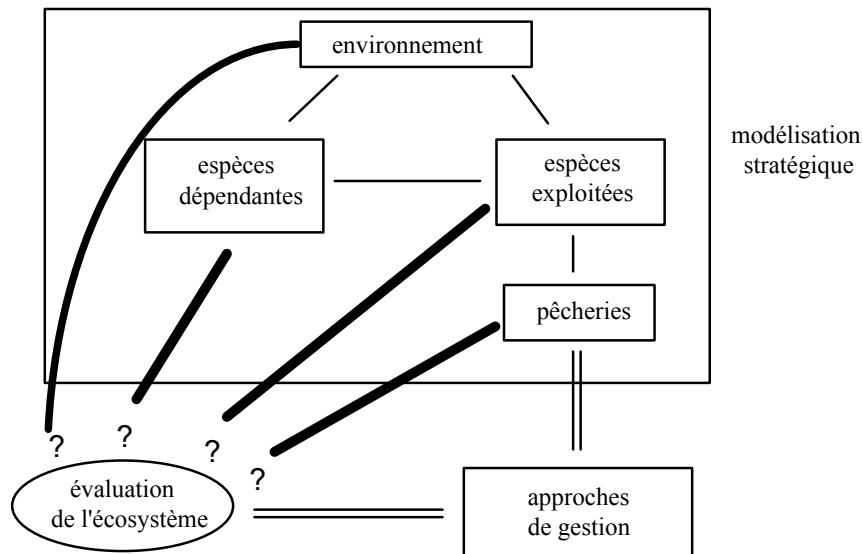 environnement
espèces
dépendantes
espèces
exploitées
modélisation
stratégique
pêcheries
?
?
?
?
évaluation
de l'écosystème
approches
de gestion